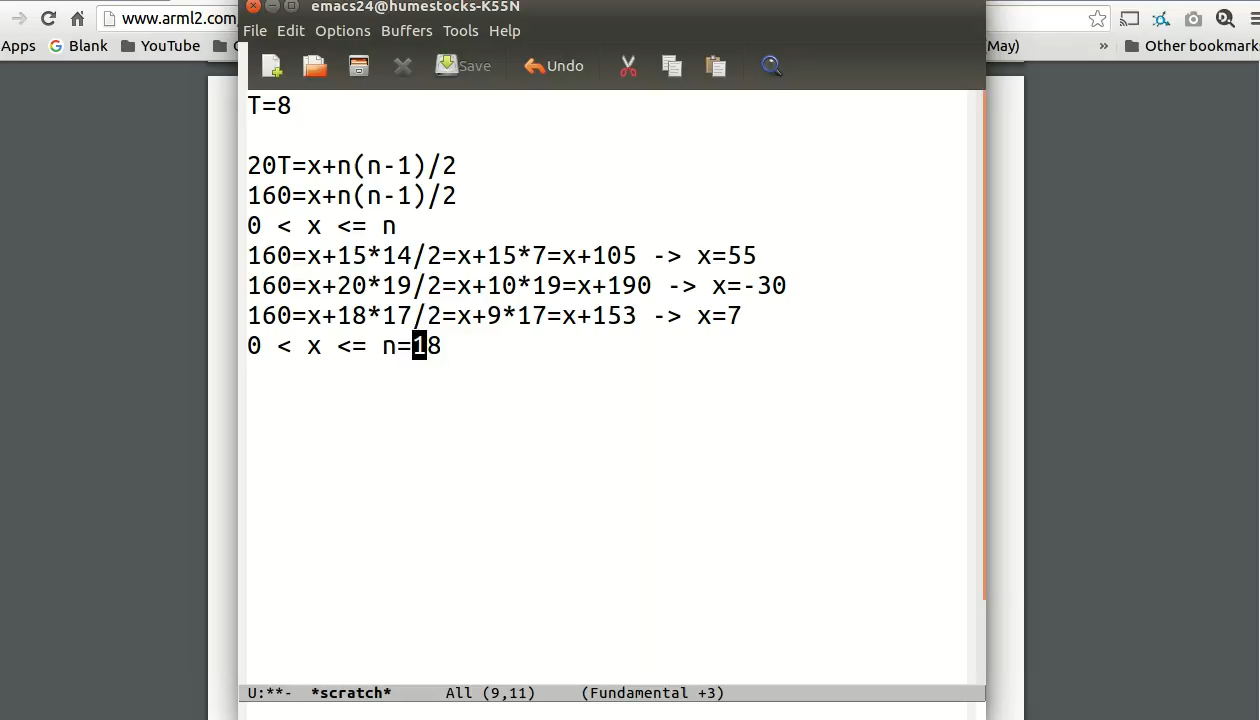 emacs24@humestocks-K55N
www.arml2.com
Apps Blank YouTube May) » Other bookmark
File Edit Options Buffers Tools Help
Save Undo
T=8
20T=x+n(n-1)/2
160=x+n(n-1)/2
0 < x <= n
160=x+15*14/2=x+15*7=x+105 -> x=55
160=x+20*19/2=x+10*19=x+190 -> x=-30
160=x+18*17/2=x+9*17=x+153 -> x=7
0 < x <= n=18
U:**- *scratch* All (9,11) (Fundamental +3)